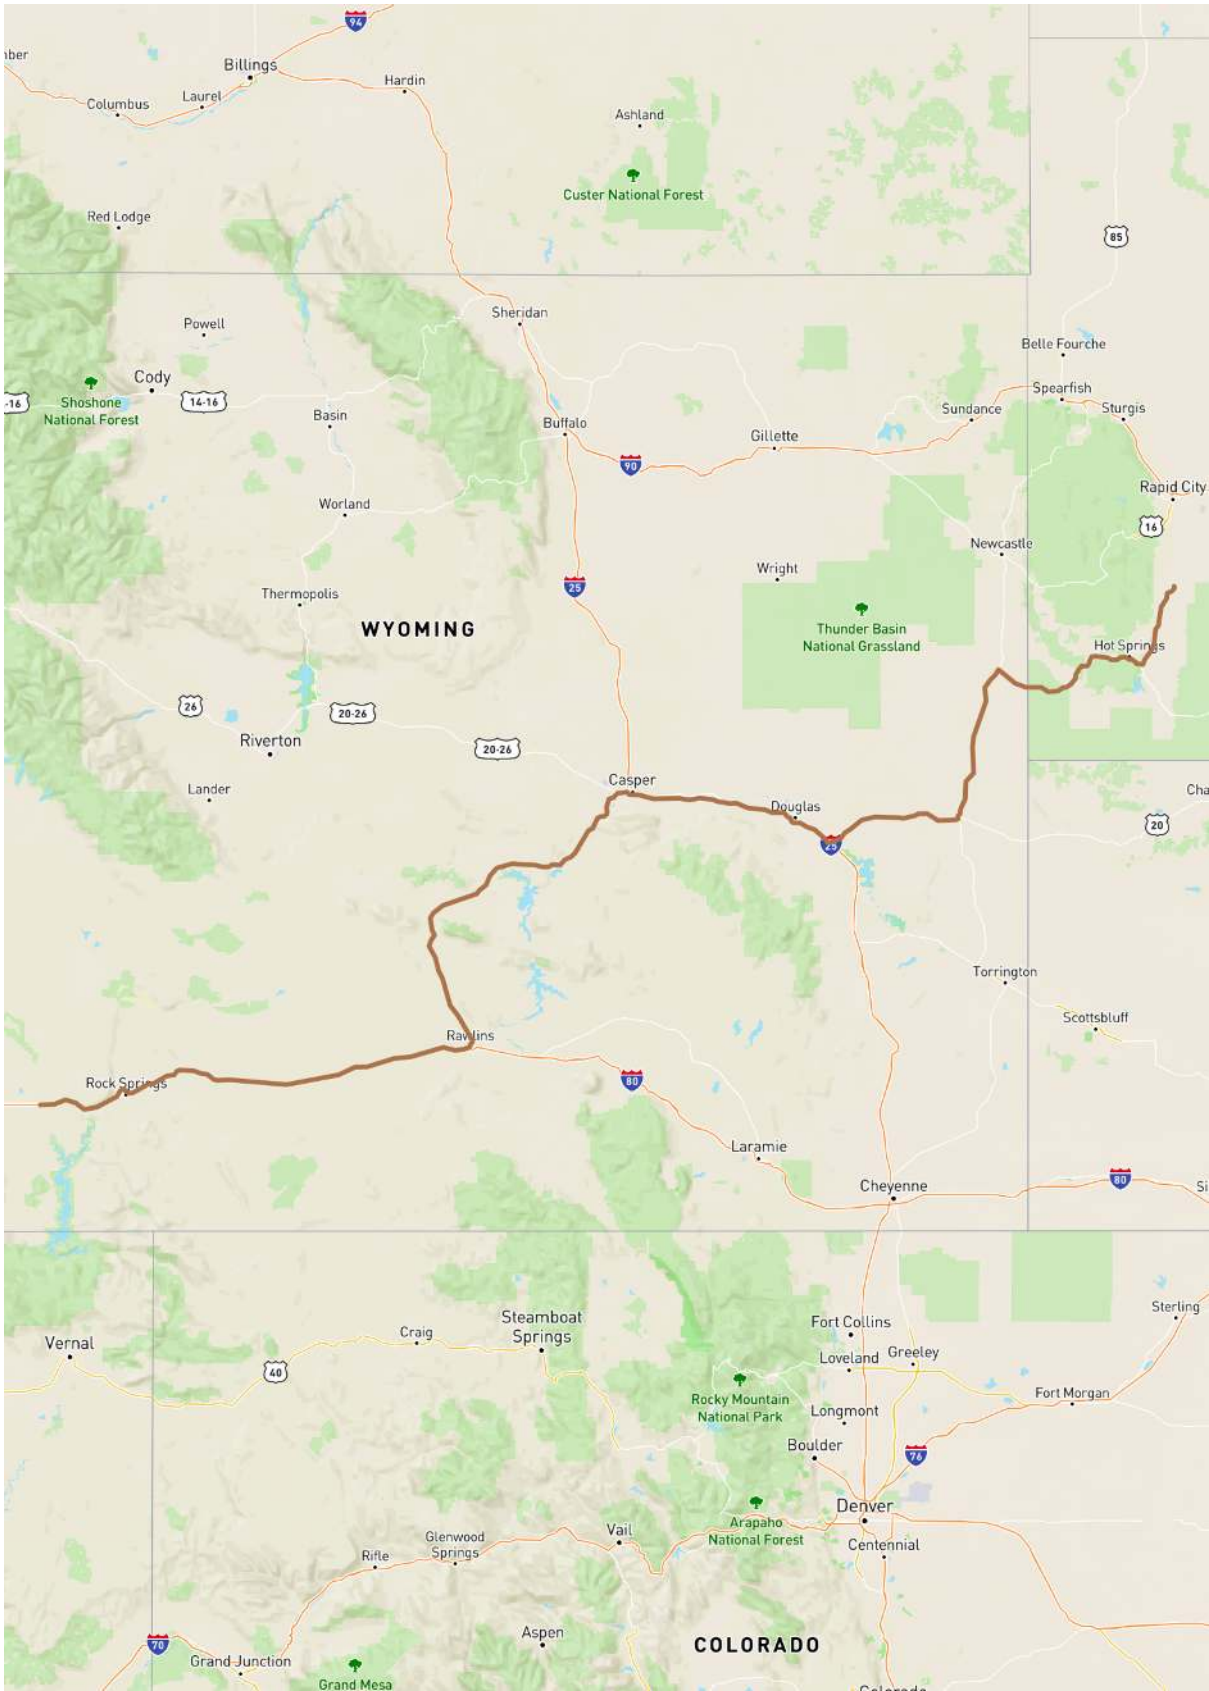 94
nber
Billings
Hardin
Laurel
Columbus
Ashland
Custer National Forest
Red Lodge
85
Sheridan
Powell
Belle Fourche
Cody
Spearfish
-16
14-16
Shoshone
National Forest
Basin
Sundance
Sturgis
Buffalo
Gillette
90
Rapid City
Worland
16
Newcastle
Wright
25
Thermopolis
WYOMING
Thunder Basin
National Grassland
Hot Springs
26
20-26
Riverton
20-26
Casper
Lander
Cha
Douglas
20
25
Torrington
Scottsbluff
Rawlins
Rock Springs
80
Laramie
80
Cheyenne
Si
Sterling
Steamboat
Springs
Fort Collins
Craig
Vernal
Loveland
Greeley
40
Rocky Mountain
National Park
Fort Morgan
Longmont
Boulder
76
Denver
Arapaho
National Forest
Vail
Glenwood
Springs
Centennial
Rifle
Aspen
70
COLORADO
Grand Junction
Grand Mesa
Colorado